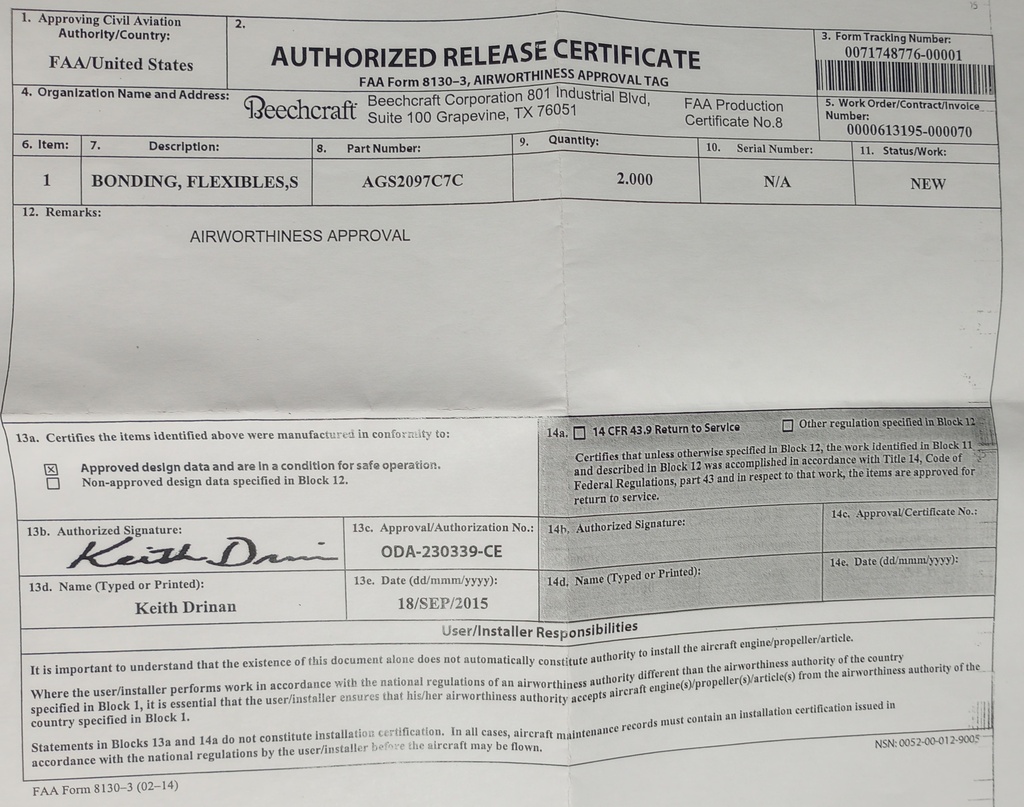 1. Approving Civil Aviation
Authority/Country:
FAA/United States
2.
AUTHORIZED RELEASE CERTIFICATE
FAA Form 8130–3, AIRWORTHINESS APPROVAL TAG
3. Form Tracking Number:
0071748776-00001
4. Organization Name and Address:
Beechcraft
Beechcraft Corporation 801 Industrial Blvd,
Suite 100 Grapevine, TX 76051
FAA Production
Certificate No.8
5. Work Order/Contract/Invoice
Number:
0000613195-000070
6. Item:
7. Description:
8. Part Number:
9. Quantity:
10. Serial Number:
11. Status/Work:
1
BONDING, FLEXIBLES,S
AGS2097C7C
2.000
N/A
NEW
12. Remarks:
AIRWORTHINESS APPROVAL
13a. Certifies the items identified above were manufactured in conformity to:
Approved design data and are in a condition for safe operation.
Non-approved design data specified in Block 12.
14a. 14 CFR 43.9 Return to Service
Other regulation specified in Block 12
Certifies that unless otherwise specified in Block 12, the work identified in Block 11
and described in Block 12 was accomplished in accordance with Title 14, Code of
Federal Regulations, part 43 and in respect to that work, the items are approved for
return to service.
13b. Authorized Signature:
Keith Drinan
13c. Approval/Authorization No.:
ODA-230339-CE
14b. Authorized Signature:
14c. Approval/Certificate No.:
13d. Name (Typed or Printed):
Keith Drinan
13e. Date (dd/mmm/yyyy):
18/SEP/2015
14d. Name (Typed or Printed):
14e. Date (dd/mmm/yyyy):
User/Installer Responsibilities
It is important to understand that the existence of this document alone does not automatically constitute authority to install the aircraft engine/propeller/article.
Where the user/installer performs work in accordance with the national regulations of an airworthiness authority different than the airworthiness authority of the country
specified in Block 1, it is essential that the user/installer ensures that his/her airworthiness authority accepts aircraft engine(s)/propeller(s)/article(s) from the airworthiness authority of the
country specified in Block 1.
Statements in Blocks 13a and 14a do not constitute installation certification. In all cases, aircraft maintenance records must contain an installation certification issued in
accordance with the national regulations by the user/installer before the aircraft may be flown.
FAA Form 8130–3 (02-14)
NSN: 0052-00-012-9005